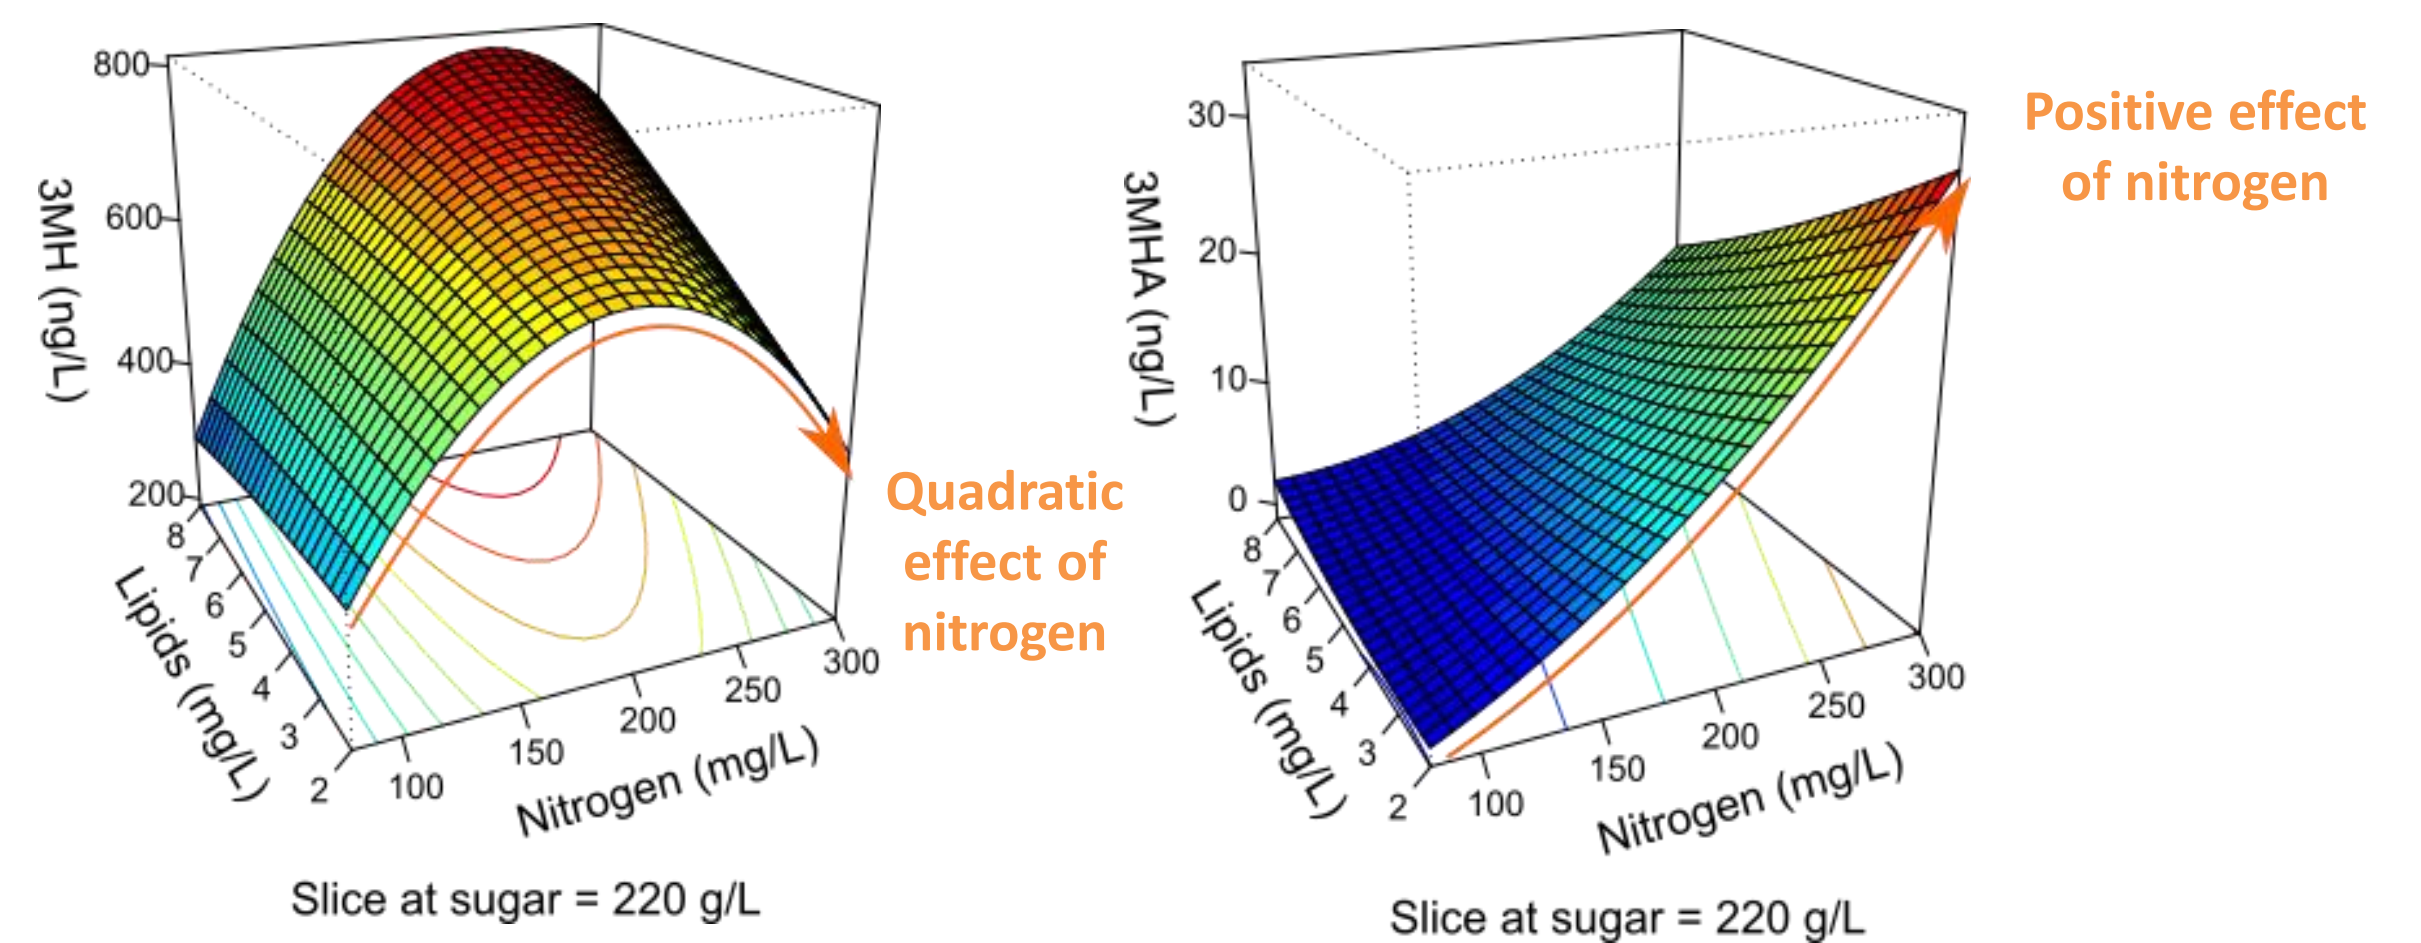 800
600
400
200
3MH (ng/L)
8
7
6
5
4
3
2
Lipids (mg/L)
100
150
200
250
300
Nitrogen (mg/L)
Quadratic
effect of
nitrogen
Slice at sugar = 220 g/L
30
20
10
0
3MHA (ng/L)
8
7
6
5
4
3
2
Lipids (mg/L)
100
150
200
250
300
Nitrogen (mg/L)
Positive effect
of nitrogen
Slice at sugar = 220 g/L